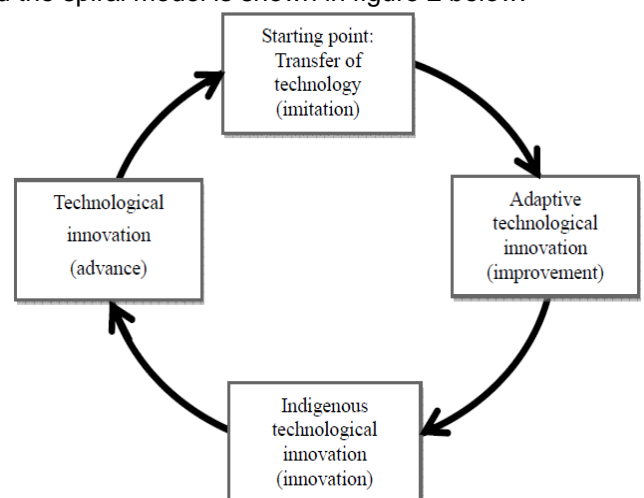 the spiral model is shown in figure 2 below.
Starting point:
Transfer of
technology
(imitation)
Adaptive
technological
innovation
(improvement)
Indigenous
technological
innovation
(innovation)
Technological
innovation
(advance)